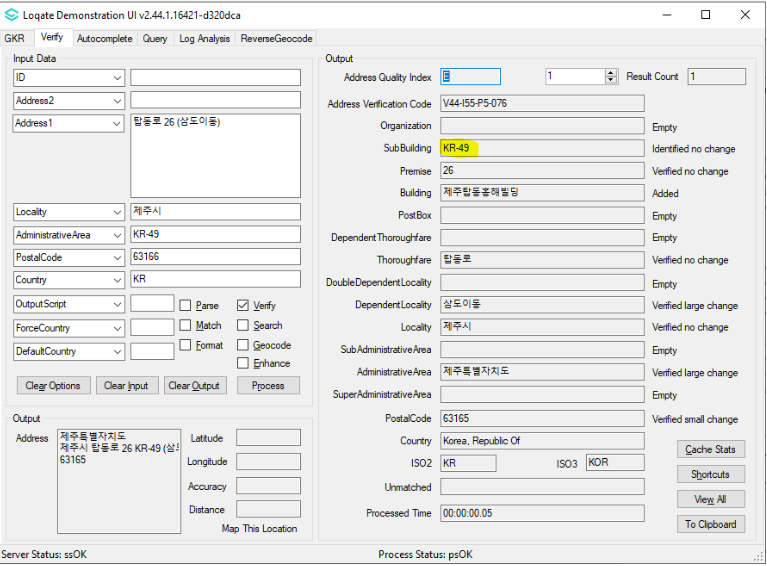 Loqate Demonstration UI v2.44.1.16421-d320dca
GKR Verify Autocomplete Query Log Analysis ReverseGeocode
Input Data
ID
Address2
Address1 탑동로 26 (삼도이동)
Locality 제주시
AdministrativeArea KR-49
PostalCode 63166
Country KR
OutputScript Parse Verify
ForceCountry Match Search
DefaultCountry Format Geocode
Enhance
Clear Options Clear Input Clear Output Process
Output
Address 제주특별자치도
제주시 탑동로 26 KR-49 (삼
63165
Latitude
Longitude
Accuracy
Distance
Map This Location
Output
Address Quality Index E 1 Result Count 1
Address Verification Code V44-I55-P5-076
Organization Empty
SubBuilding KR-49 Identified no change
Premise 26 Verified no change
Building 제주탑동홍해빌딩 Added
PostBox Empty
DependentThoroughfare Empty
Thoroughfare 탑동로 Verified no change
DoubleDependentLocality Empty
DependentLocality 삼도이동 Verified large change
Locality 제주시 Verified no change
SubAdministrativeArea Empty
AdministrativeArea 제주특별자치도 Verified large change
SuperAdministrativeArea Empty
PostalCode 63165 Verified small change
Country Korea, Republic Of
ISO2 KR ISO3 KOR
Unmatched
Processed Time 00:00:00.05
Cache Stats
Shortcuts
View All
To Clipboard
Server Status: ssOK Process Status: psOK